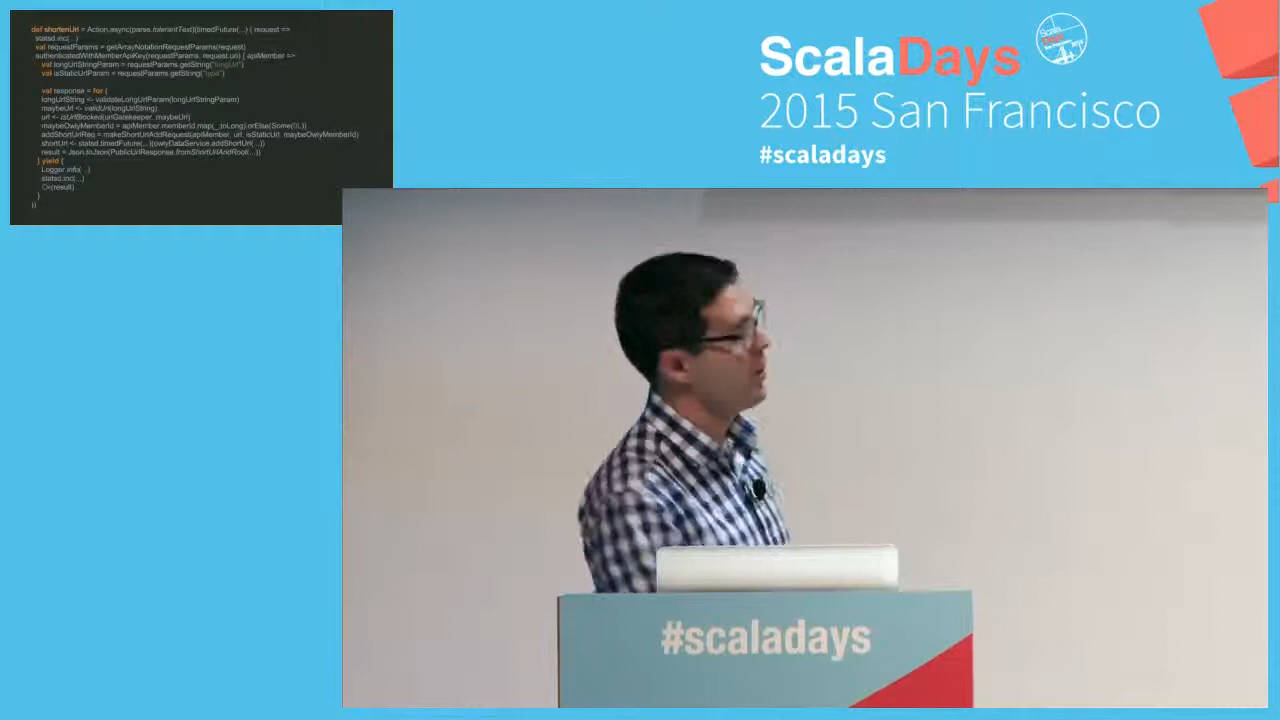 def shortenUrl = Action.async(parse.tolerantText)(timedFuture(...) { request =>
statsd.inc(...)
val requestParams = getArrayNotationRequestParams(request)
authenticatedWithMemberApiKey(requestParams, request.uri) { apiMember =>
val longUrlStringParam = requestParams.getString("longUrl")
val isStaticUrlParam = requestParams.getString("type")
val response = for {
longUrlString <- validateLongUrlParam(longUrlStringParam)
maybeUrl <- validUrl(longUrlString)
url <- isUrlBlocked(urlGatekeeper, maybeUrl)
maybeOwlyMemberId = apiMember.memberId.map(_.toLong).orElse(Some(0L))
addShortUrlReq = makeShortUrlAddRequest(apiMember, url, isStaticUrl, maybeOwlyMemberId)
shortUrl <- statsd.timedFuture(...)(owlyDataService.addShortUrl(...))
result = Json.toJson(PublicUrlResponse.fromShortUrlAndRool(...))
} yield {
Logger.info(...)
statsd.inc(...)
(result)
}
})
ScalaDays
2015 San Francisco
#scaladays
#scaladays